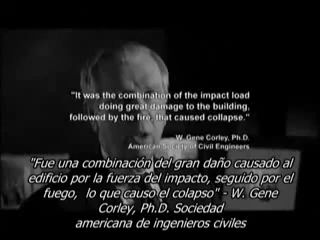 "It was the combination of the impact load
doing great damage to the building,
followed by the fire, that caused collapse."
W. Gene Corley, Ph.D.
American Society of Civil Engineers
"Fue una combinación del gran daño causado al
edificio por la fuerza del impacto, seguido por el
fuego, lo que causo el colapso" - W. Gene
Corley, Ph.D. Sociedad
americana de ingenieros civiles